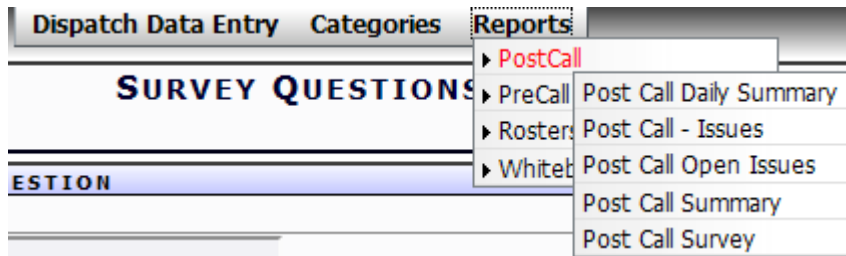 Dispatch Data Entry Categories Reports
PostCall
SURVEY QUESTIONS
PreCall
Post Call Daily Summary
Rosters
Post Call - Issues
Post Call Open Issues
ESTION
Post Call Summary
Post Call Survey